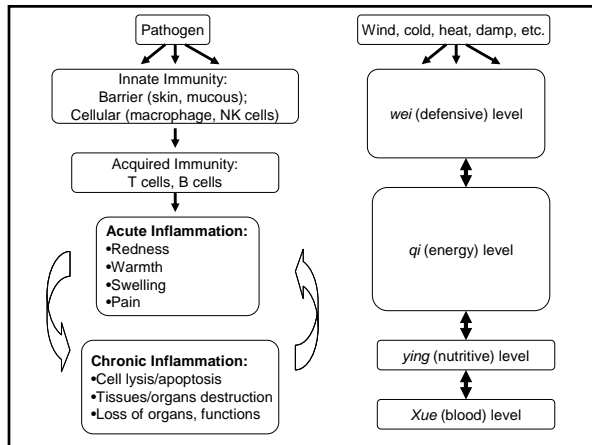 Pathogen
Innate Immunity:
Barrier (skin, mucous);
Cellular (macrophage, NK cells)
Acquired Immunity:
T cells, B cells
Acute Inflammation:
•Redness
•Warmth
•Swelling
•Pain
Chronic Inflammation:
•Cell lysis/apoptosis
•Tissues/organs destruction
•Loss of organs, functions
Wind, cold, heat, damp, etc.
wei (defensive) level
qi (energy) level
ying (nutritive) level
Xue (blood) level